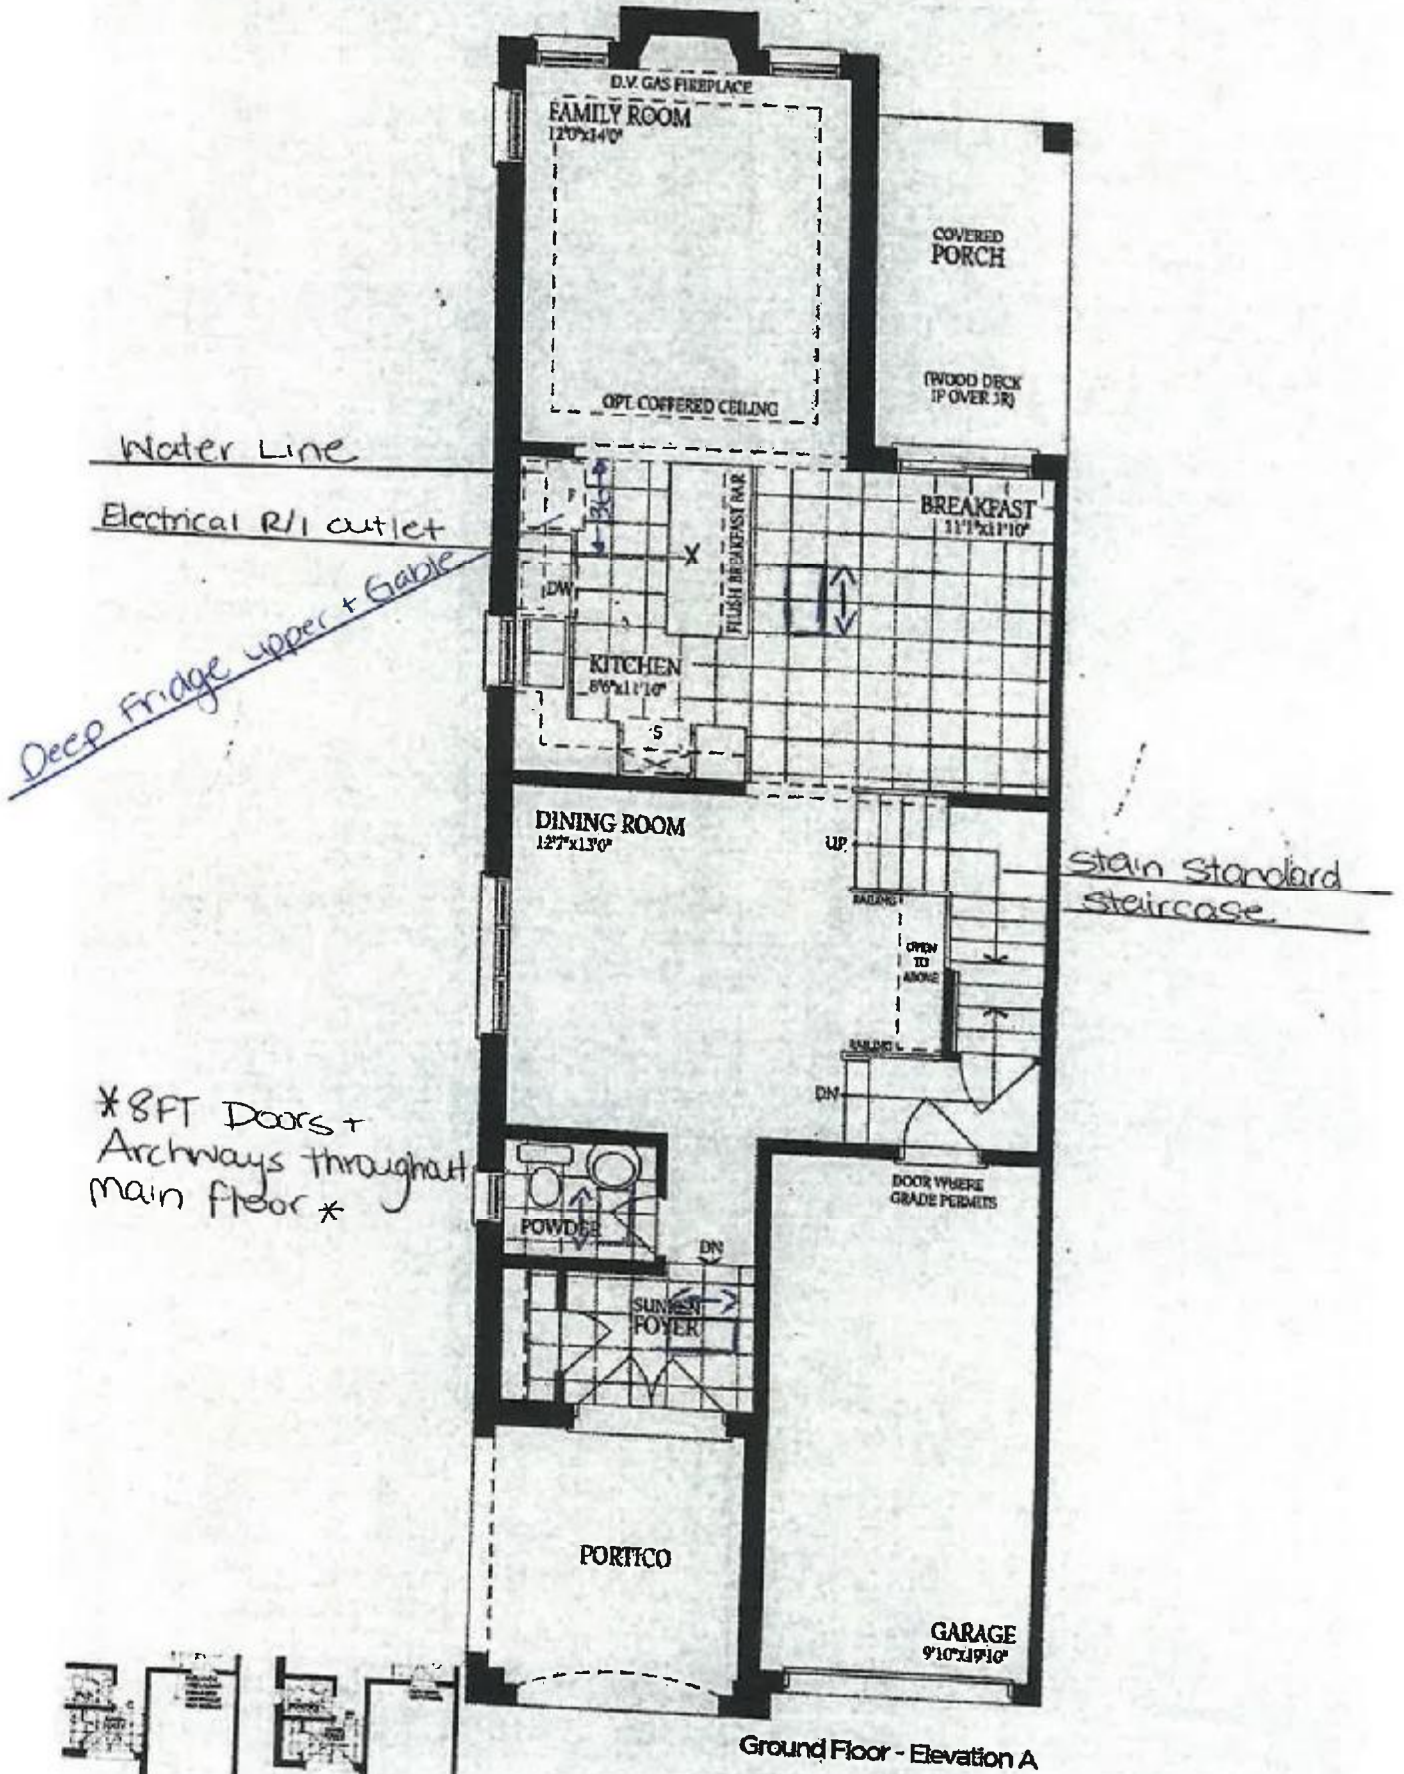 D.V. GAS FIREPLACE
FAMILY ROOM
12'0"x14'0"
COVERED
PORCH
(WOOD DECK
IF OVER 3R)
OPT. COFFERED CEILING
Water Line
Electrical R/I outlet
Deep Fridge upper + Gable
F
36"
FLUSH BREAKFAST BAR
X
BREAKFAST
11'1"x11'10"
DW
KITCHEN
8'6"x11'10"
S
DINING ROOM
12'7"x13'0"
UP
Stain Standard
Staircase
RAILING
OPEN
TO
ABOVE
RAILING
DN
*8FT Doors +
Archways throughout
main floor *
DOOR WHERE
GRADE PERMITS
POWDER
DN
SUNKEN
FOYER
PORTICO
GARAGE
9'10"x19'10"
Ground Floor - Elevation A